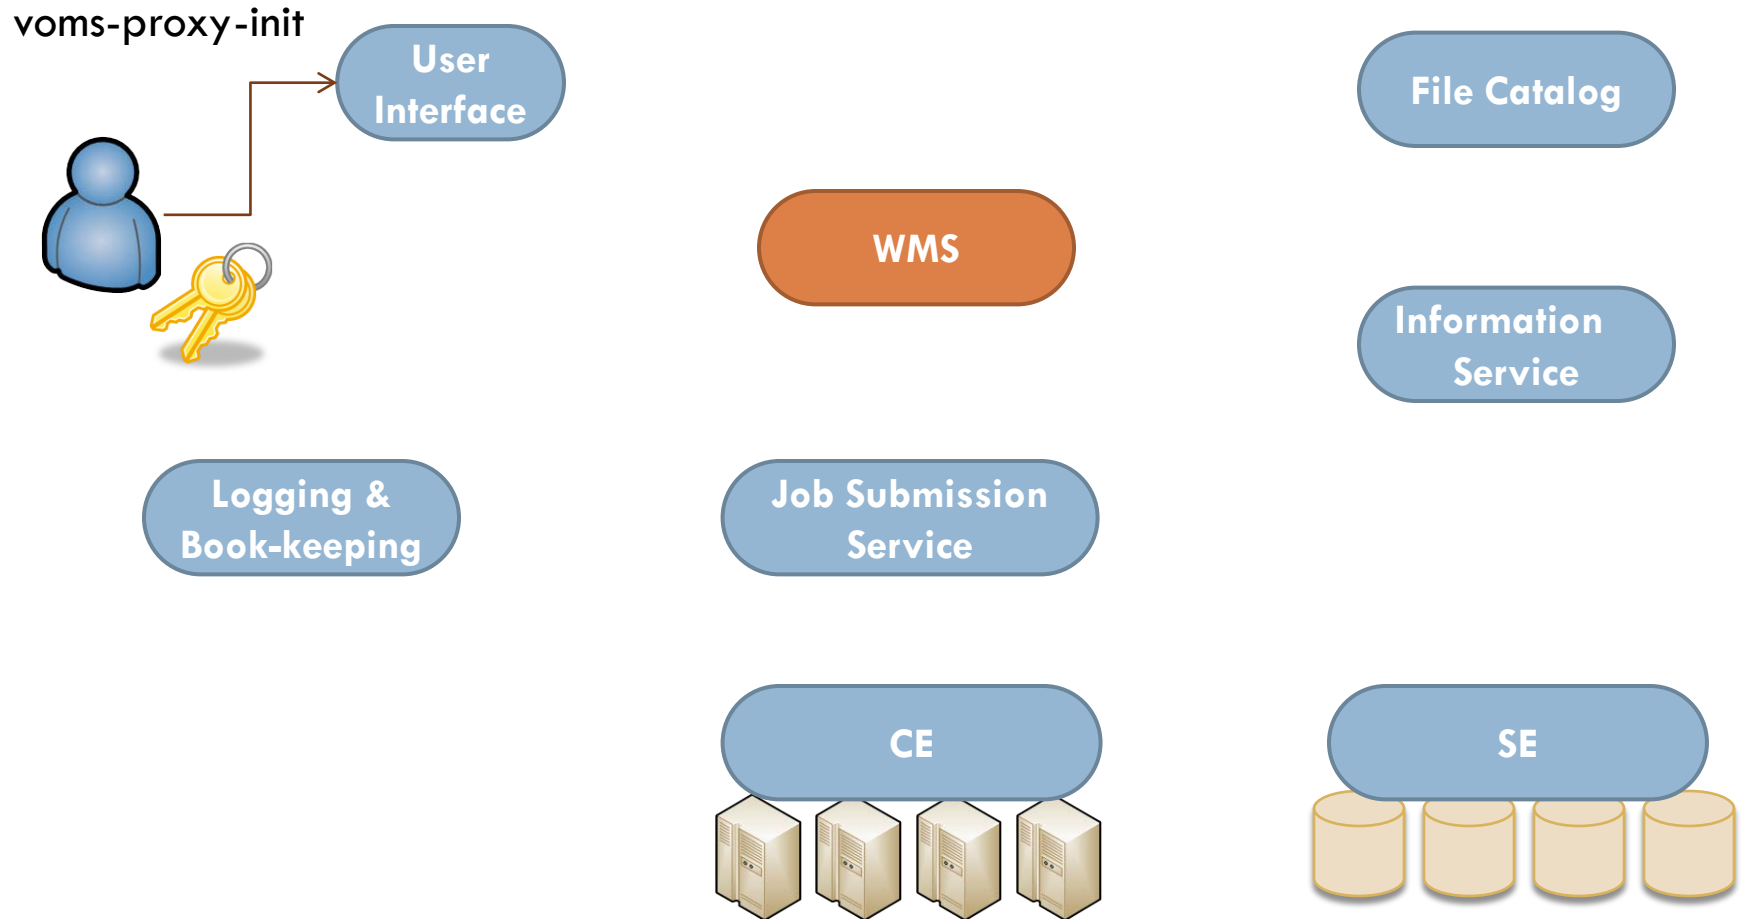 voms-proxy-init
User
Interface
File Catalog
WMS
Information
Service
Logging &
Book-keeping
Job Submission
Service
CE
SE